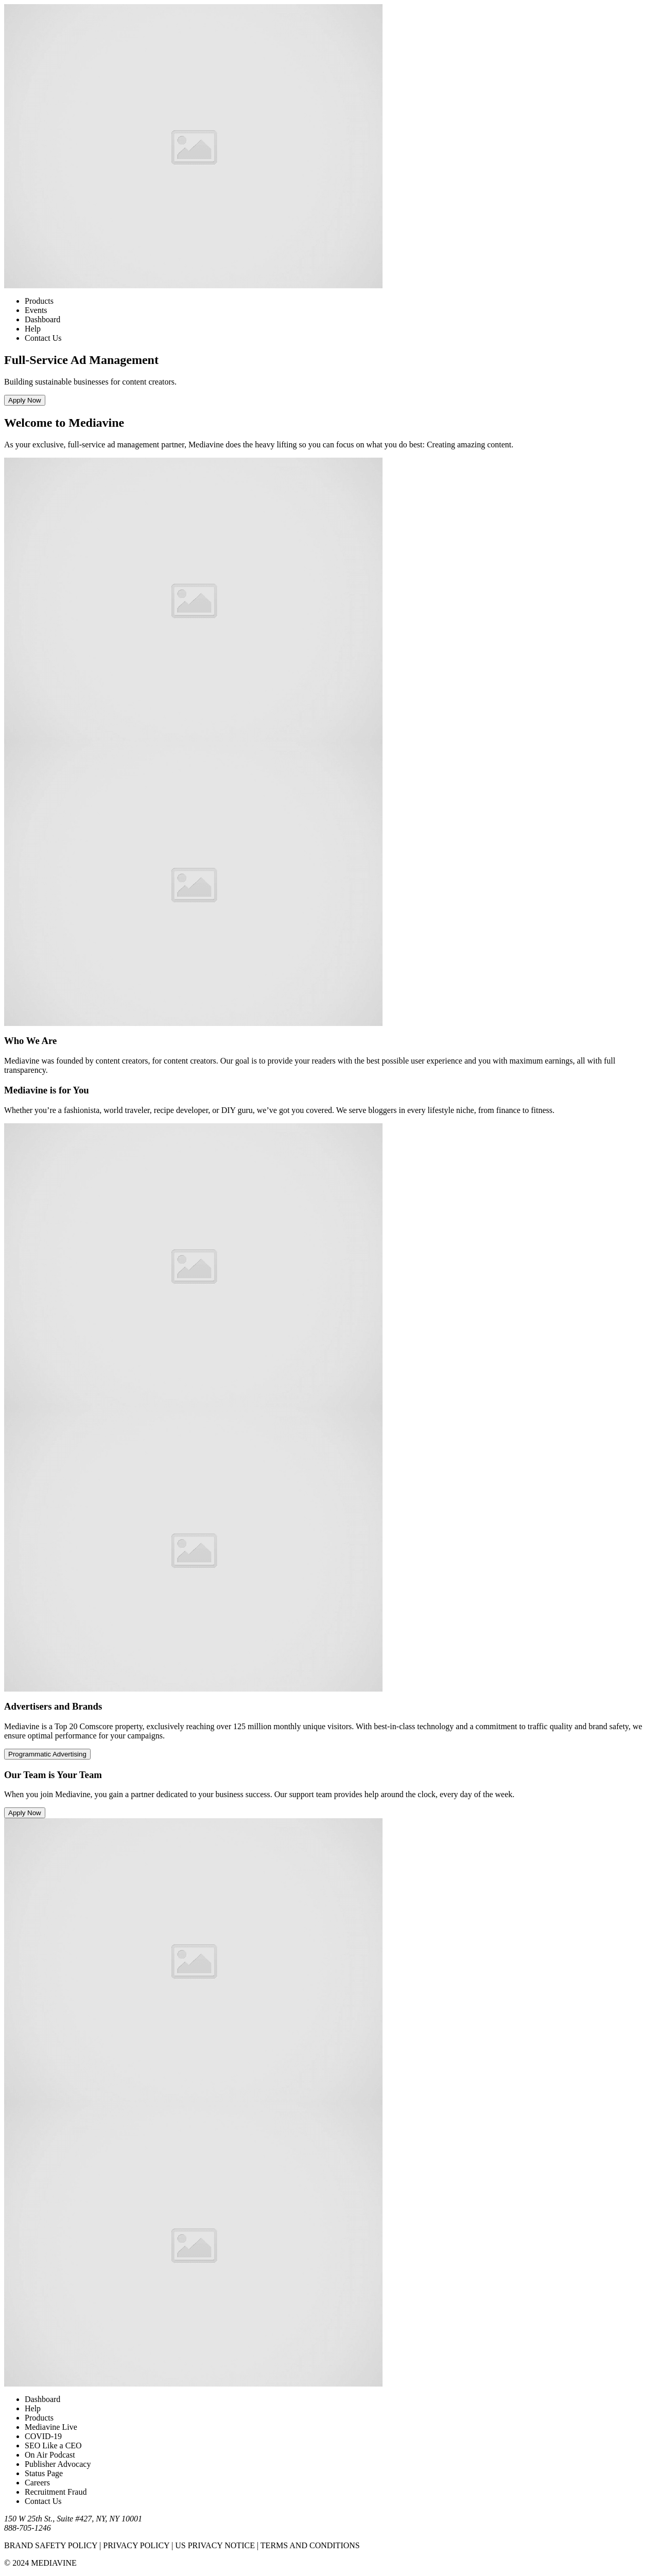 Products
Events
Dashboard
Help
Contact Us
Full-Service Ad Management
Building sustainable businesses for content creators.
Apply Now
Welcome to Mediavine
As your exclusive, full-service ad management partner, Mediavine does the heavy lifting so you can focus on what you do best: Creating amazing content.
Who We Are
Mediavine was founded by content creators, for content creators. Our goal is to provide your readers with the best possible user experience and you with maximum earnings, all with full
transparency.
Mediavine is for You
Whether you’re a fashionista, world traveler, recipe developer, or DIY guru, we’ve got you covered. We serve bloggers in every lifestyle niche, from finance to fitness.
Advertisers and Brands
Mediavine is a Top 20 Comscore property, exclusively reaching over 125 million monthly unique visitors. With best-in-class technology and a commitment to traffic quality and brand safety, we
ensure optimal performance for your campaigns.
Programmatic Advertising
Our Team is Your Team
When you join Mediavine, you gain a partner dedicated to your business success. Our support team provides help around the clock, every day of the week.
Apply Now
Dashboard
Help
Products
Mediavine Live
COVID-19
SEO Like a CEO
On Air Podcast
Publisher Advocacy
Status Page
Careers
Recruitment Fraud
Contact Us
150 W 25th St., Suite #427, NY, NY 10001
888-705-1246
BRAND SAFETY POLICY | PRIVACY POLICY | US PRIVACY NOTICE | TERMS AND CONDITIONS
© 2024 MEDIAVINE